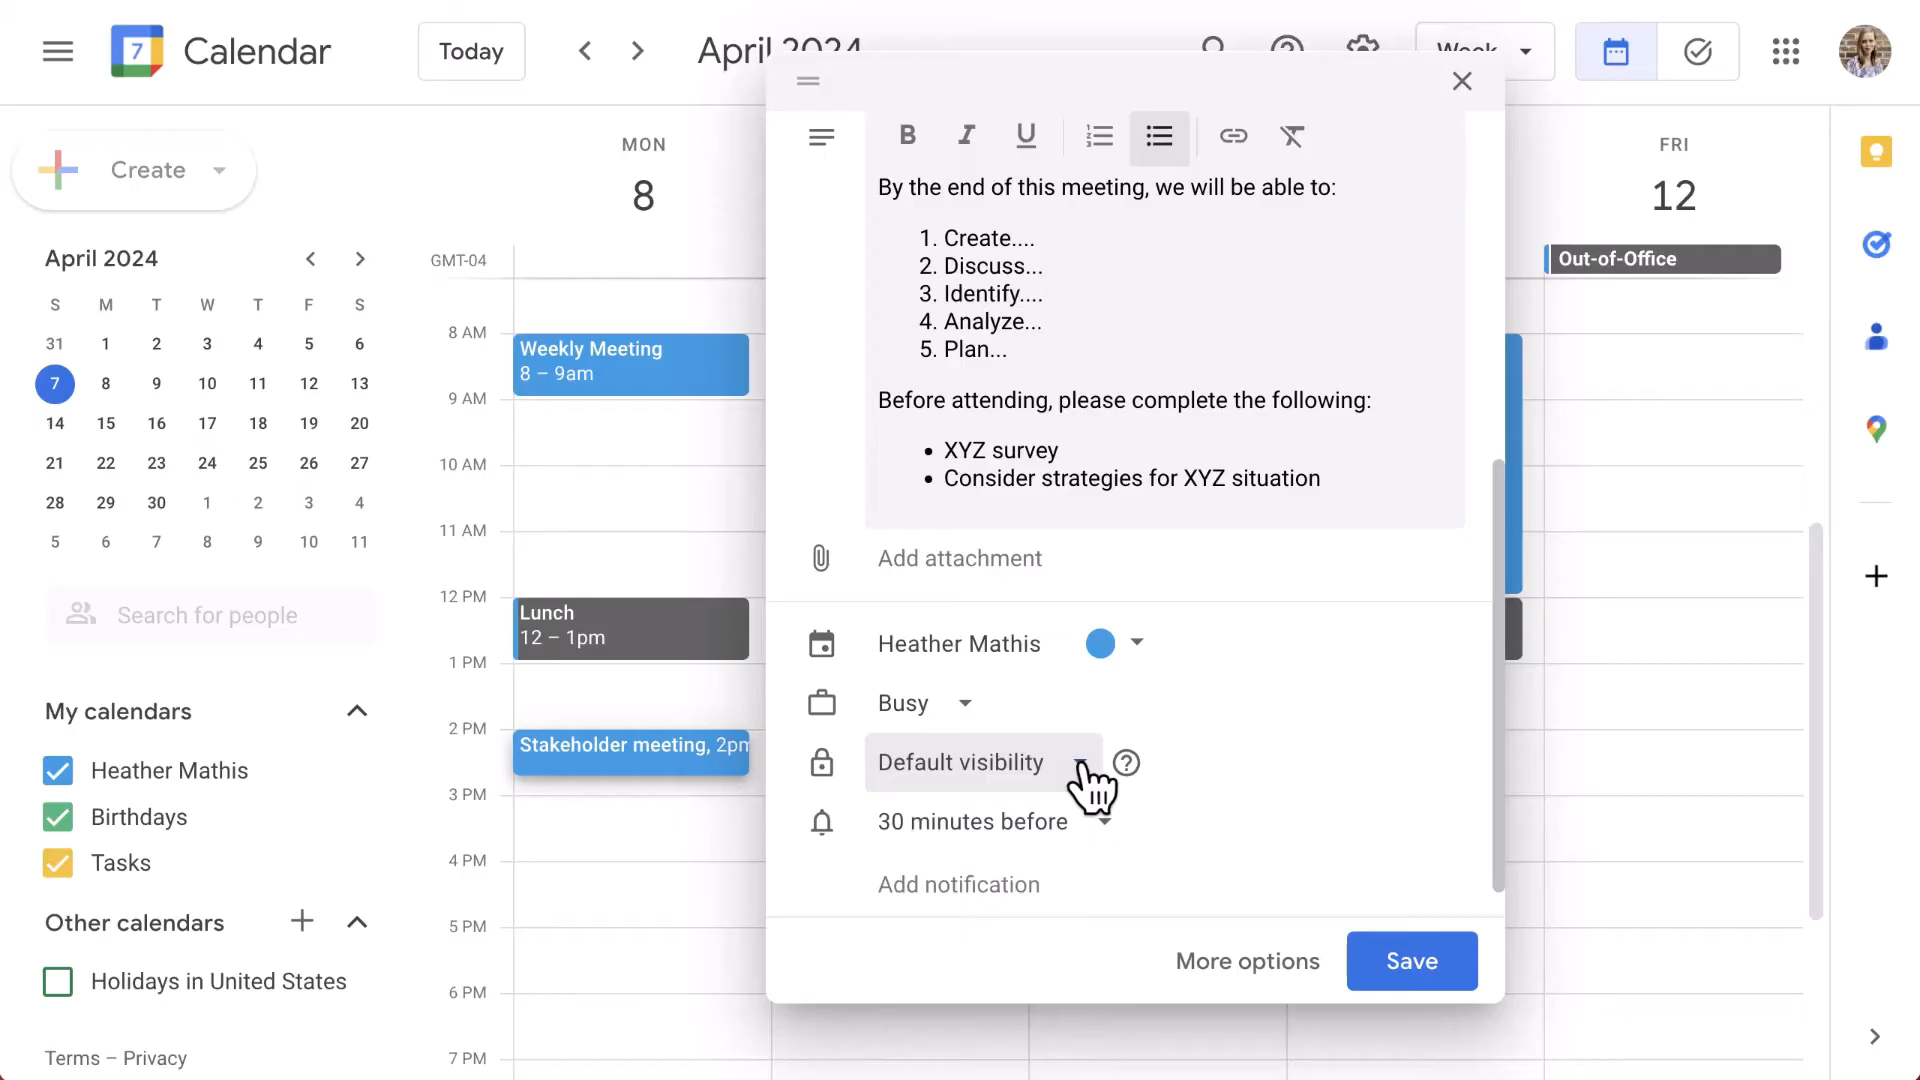 7
Calendar
Today
April 2024
Week
Create
MON
8
FRI
12
April 2024
S M T W T F S
31 1 2 3 4 5 6
7 8 9 10 11 12 13
14 15 16 17 18 19 20
21 22 23 24 25 26 27
28 29 30 1 2 3 4
5 6 7 8 9 10 11
Search for people
My calendars
Heather Mathis
Birthdays
Tasks
Other calendars
Holidays in United States
Terms – Privacy
GMT-04
8 AM
9 AM
10 AM
11 AM
12 PM
1 PM
2 PM
3 PM
4 PM
5 PM
6 PM
7 PM
Weekly Meeting
8 – 9am
Lunch
12 – 1pm
Stakeholder meeting, 2pm
Out-of-Office
By the end of this meeting, we will be able to:
1. Create....
2. Discuss...
3. Identify....
4. Analyze...
5. Plan...
Before attending, please complete the following:
• XYZ survey
• Consider strategies for XYZ situation
Add attachment
Heather Mathis
Busy
Default visibility
30 minutes before
Add notification
More options
Save